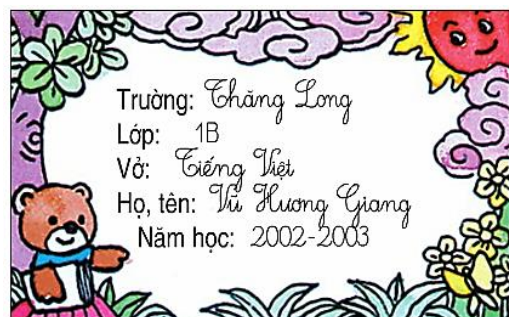 Trường: Thăng Long
Lớp: 1B
Vở: Tiếng Việt
Họ, tên: Vũ Hương Giang
Năm học: 2002-2003